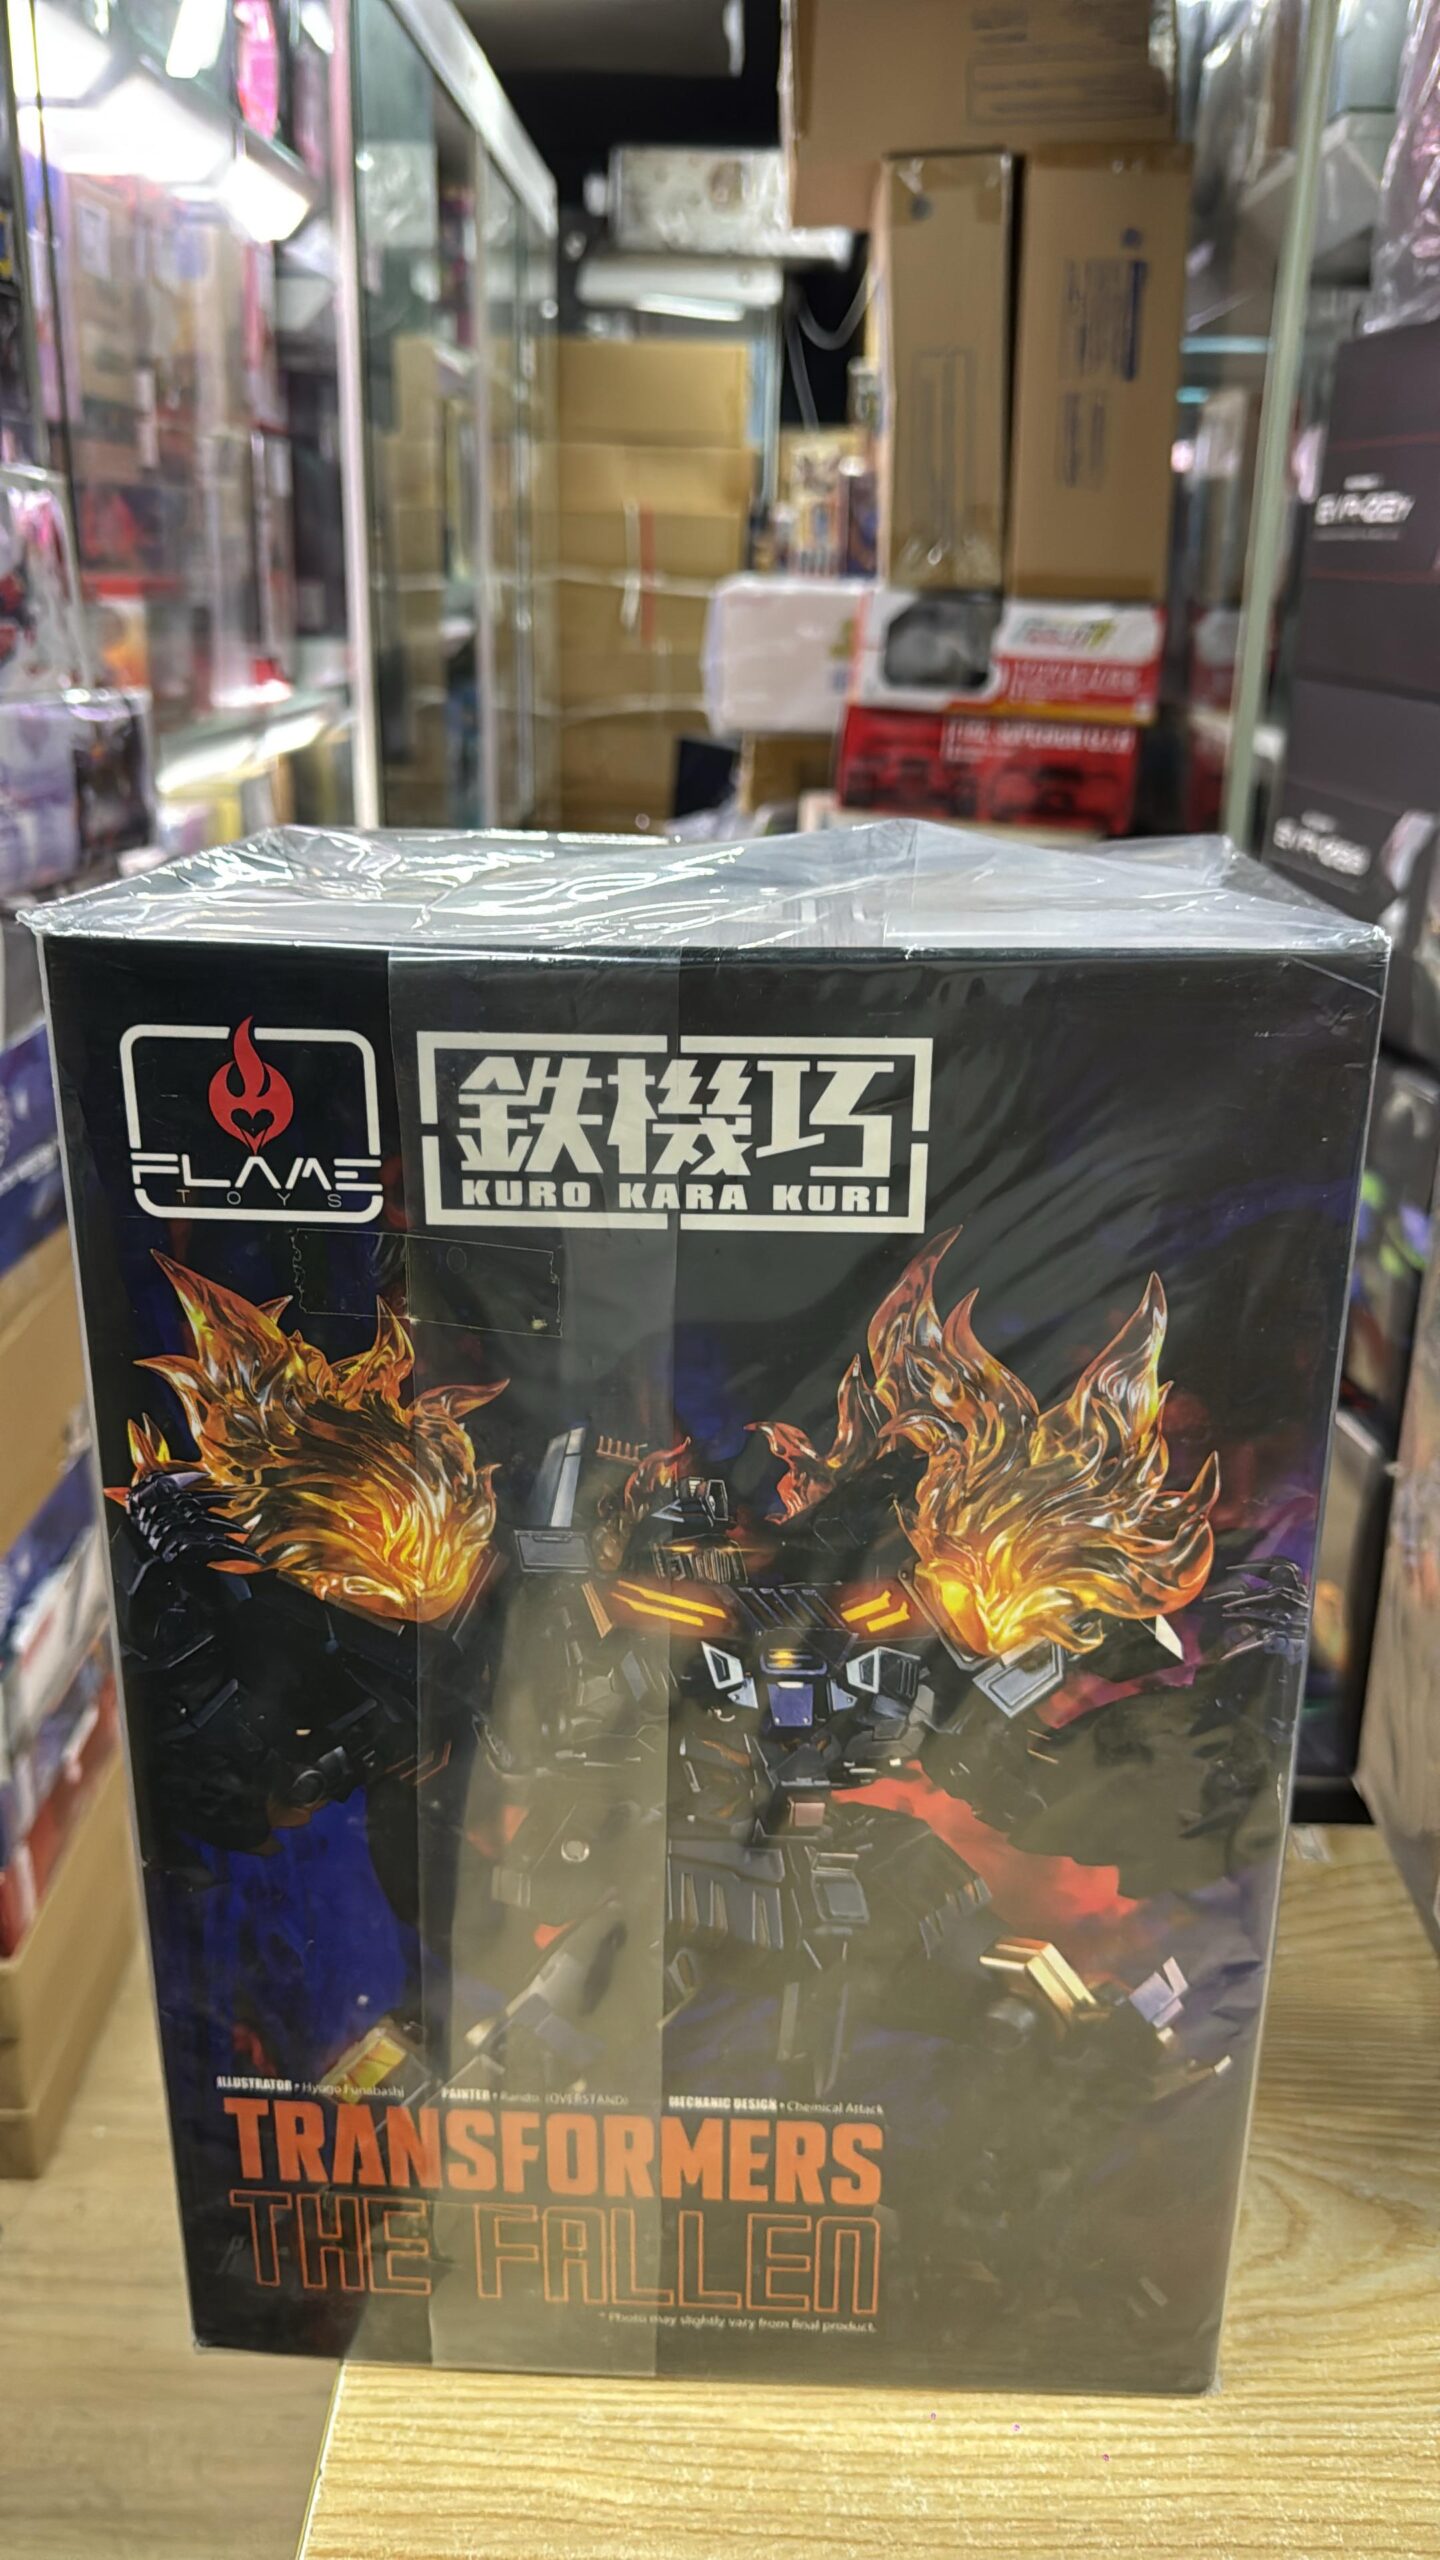 FLAME
TOYS
鉄機巧
KURO KARA KURI
ILLUSTRATOR • Hyogo Funabashi
PAINTER • Rando. (OVERSTAND)
MECHANIC DESIGN • Chemical Attack
TRANSFORMERS
THE FALLEN
* Photo may slightly vary from final product.